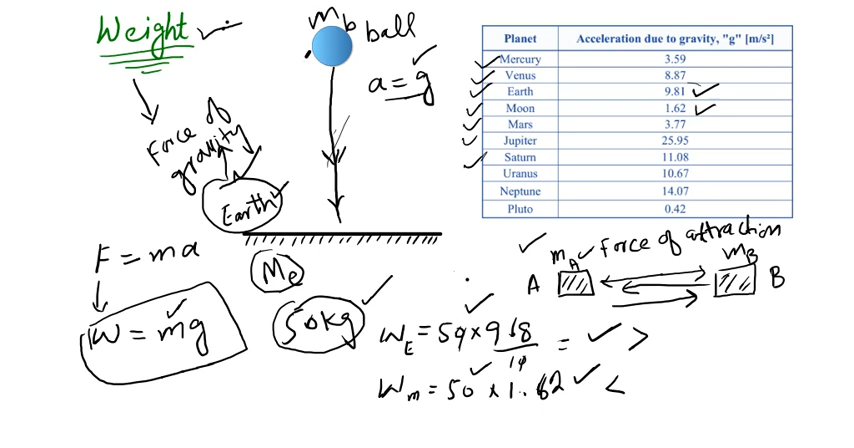 Weight
m_b ball
a = g
Force of
gravity
Earth
F = ma
W = mg
Me
50kg
Planet Acceleration due to gravity, "g" [m/s²]
Mercury 3.59
Venus 8.87
Earth 9.81
Moon 1.62
Mars 3.77
Jupiter 25.95
Saturn 11.08
Uranus 10.67
Neptune 14.07
Pluto 0.42
Force of attraction
m_A m_B
A B
W_E = 50 × 9.8 = >
10
W_m = 50 × 1.62 <